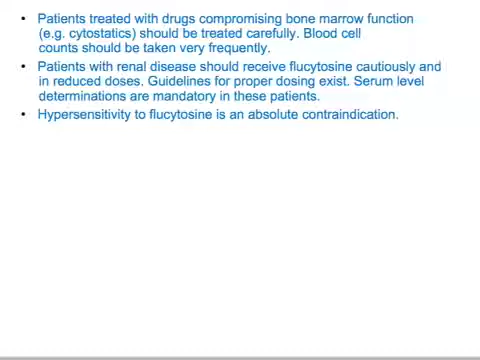 • Patients treated with drugs compromising bone marrow function
(e.g. cytostatics) should be treated carefully. Blood cell
counts should be taken very frequently.
• Patients with renal disease should receive flucytosine cautiously and
in reduced doses. Guidelines for proper dosing exist. Serum level
determinations are mandatory in these patients.
• Hypersensitivity to flucytosine is an absolute contraindication.